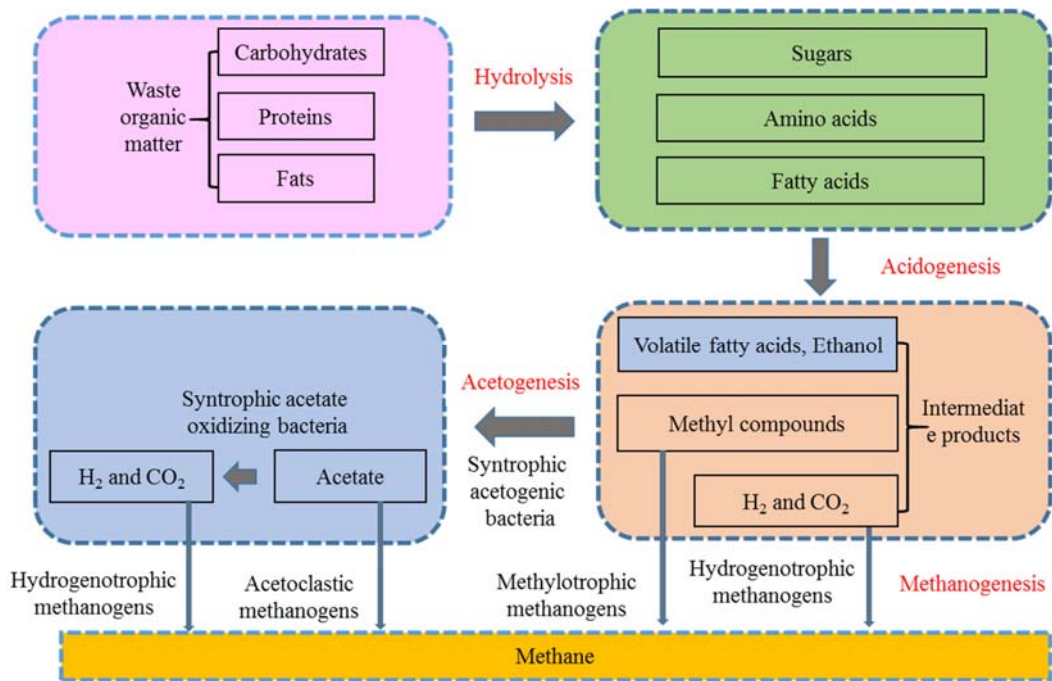 Waste
organic
matter
Carbohydrates
Proteins
Fats
Hydrolysis
Sugars
Amino acids
Fatty acids
Acidogenesis
Volatile fatty acids, Ethanol
Methyl compounds
H₂ and CO₂
Intermediat
e products
Acetogenesis
Syntrophic
acetogenic
bacteria
Syntrophic acetate
oxidizing bacteria
H₂ and CO₂
Acetate
Hydrogenotrophic
methanogens
Acetoclastic
methanogens
Methylotrophic
methanogens
Hydrogenotrophic
methanogens
Methanogenesis
Methane